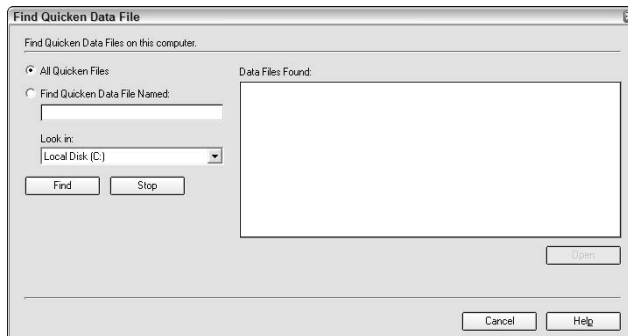 Find Quicken Data File
Find Quicken Data Files on this computer.
All Quicken Files
Find Quicken Data File Named:
Look in:
Local Disk (C:)
Find
Stop
Data Files Found:
Open
Cancel
Help